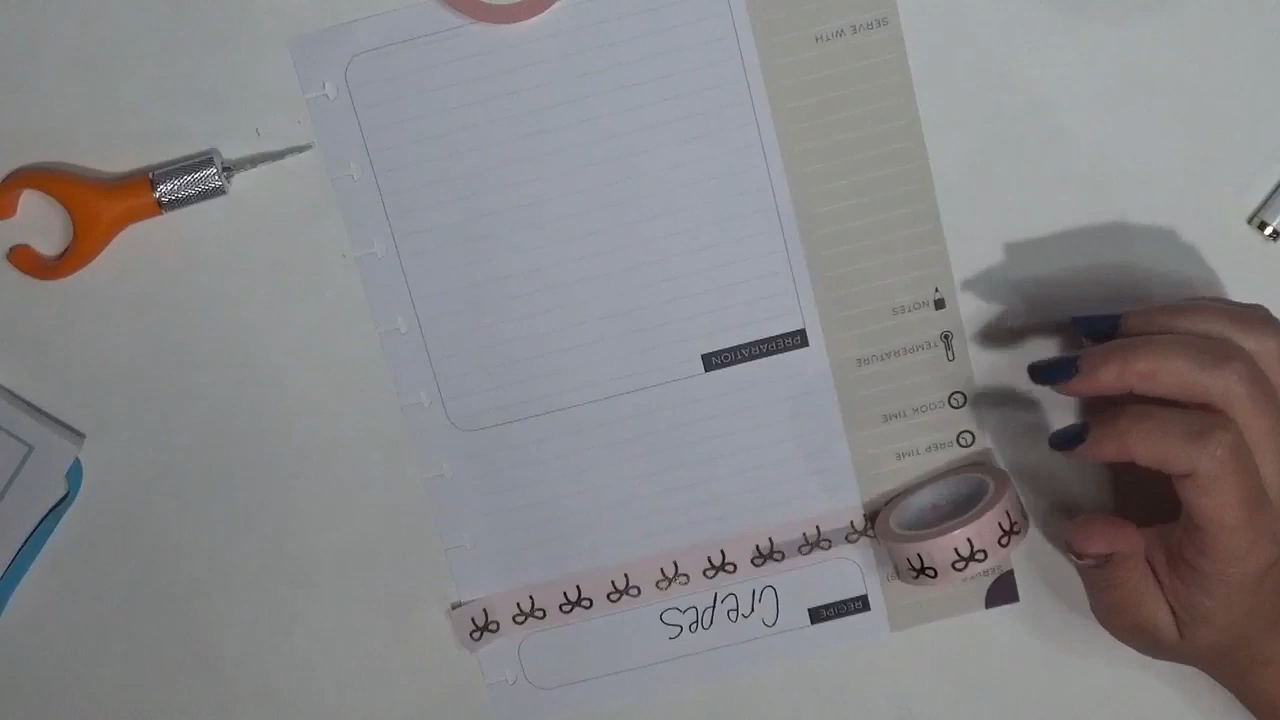 RECIPE
Crepes
PREP TIME
COOK TIME
TEMPERATURE
NOTES
PREPARATION
SERVE WITH